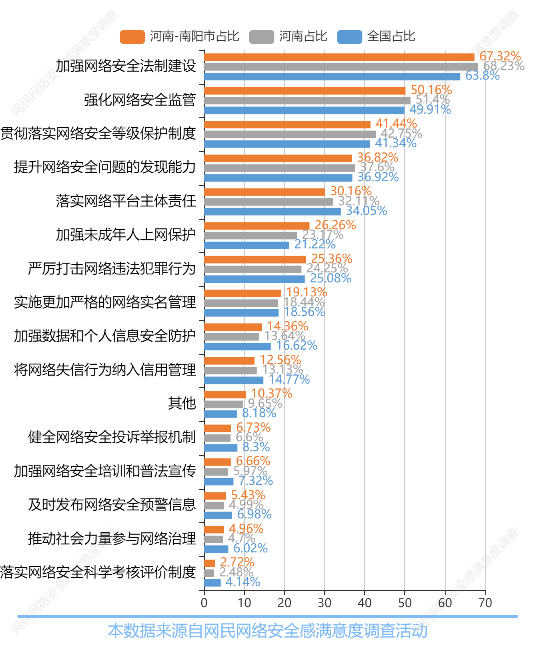 河南-南阳市占比 河南占比 全国占比
加强网络安全法制建设 67.32% 68.23% 63.8%
强化网络安全监管 50.16% 51.4% 49.91%
贯彻落实网络安全等级保护制度 41.44% 42.75% 41.34%
提升网络安全问题的发现能力 36.82% 37.6% 36.92%
落实网络平台主体责任 30.16% 32.11% 34.05%
加强未成年人上网保护 26.26% 23.17% 21.22%
严厉打击网络违法犯罪行为 25.36% 24.25% 25.08%
实施更加严格的网络实名管理 19.13% 18.44% 18.56%
加强数据和个人信息安全防护 14.36% 13.64% 16.62%
将网络失信行为纳入信用管理 12.56% 13.13% 14.77%
其他 10.37% 9.65% 8.18%
健全网络安全投诉举报机制 6.73% 6.6% 8.3%
加强网络安全培训和普法宣传 6.66% 5.97% 7.32%
及时发布网络安全预警信息 5.43% 4.99% 6.98%
推动社会力量参与网络治理 4.96% 4.7% 6.02%
落实网络安全科学考核评价制度 2.72% 2.48% 4.14%
0 10 20 30 40 50 60 70
本数据来源自网民网络安全感满意度调查活动